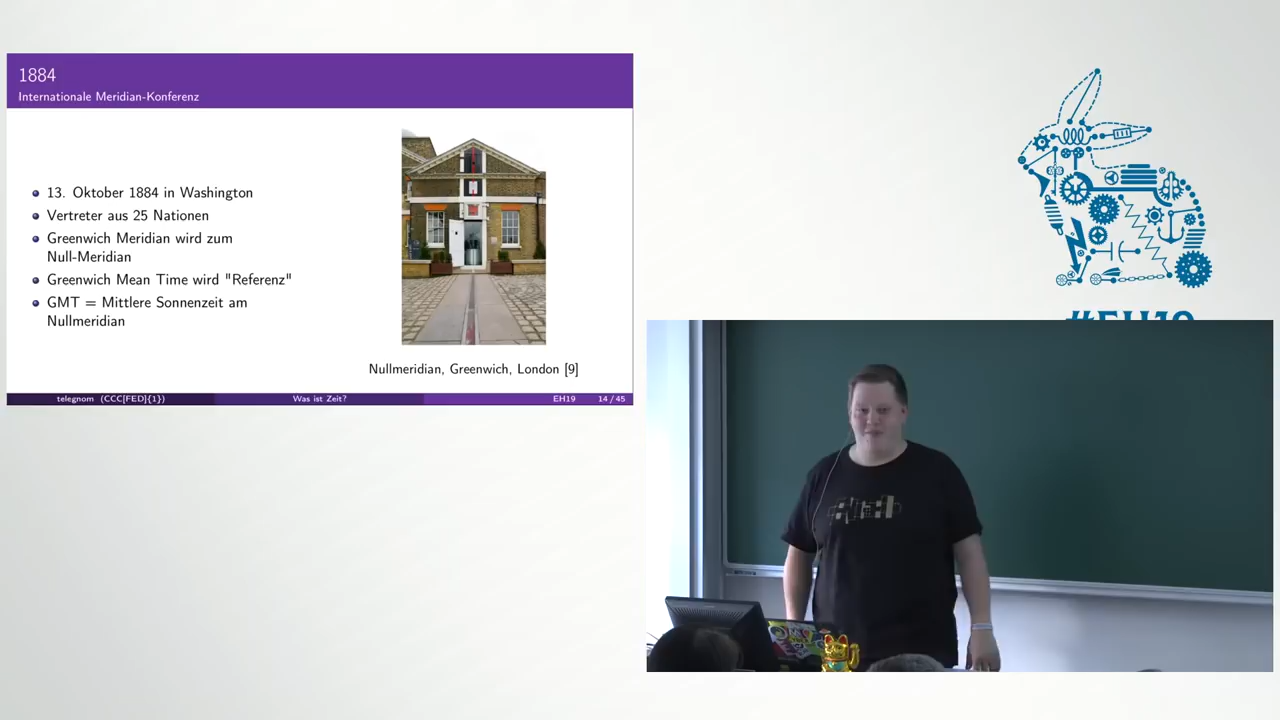 1884
Internationale Meridian-Konferenz
13. Oktober 1884 in Washington
Vertreter aus 25 Nationen
Greenwich Meridian wird zum
Null-Meridian
Greenwich Mean Time wird "Referenz"
GMT = Mittlere Sonnenzeit am
Nullmeridian
Nullmeridian, Greenwich, London [9]
telegnom (CCC[FED]{1}) Was ist Zeit? EH19 14 / 45
#EH19